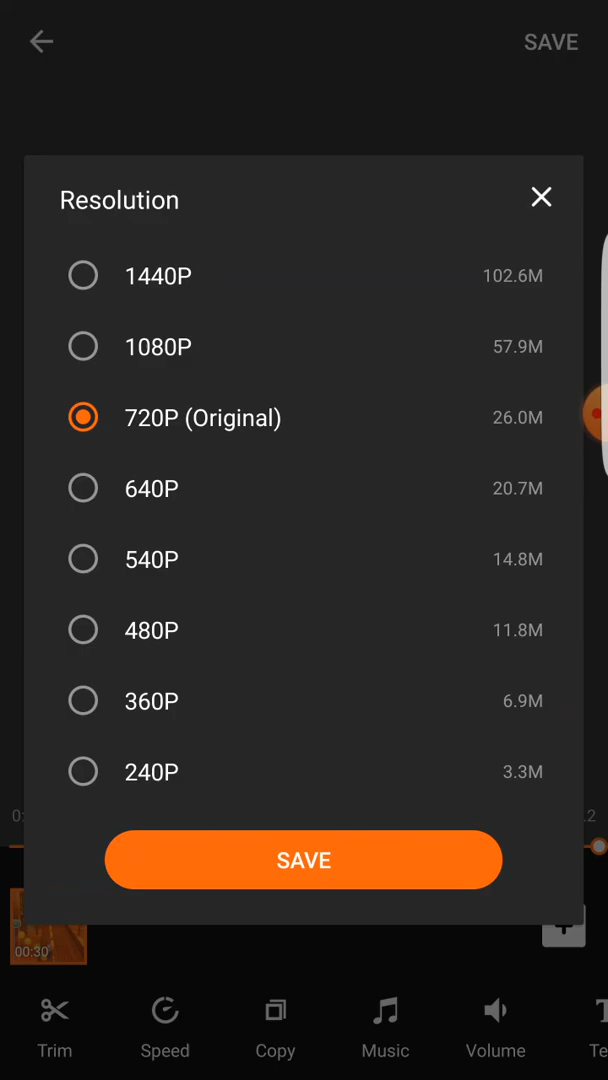 SAVE
Resolution
1440P 102.6M
1080P 57.9M
720P (Original) 26.0M
640P 20.7M
540P 14.8M
480P 11.8M
360P 6.9M
240P 3.3M
SAVE
00:30
Trim Speed Copy Music Volume